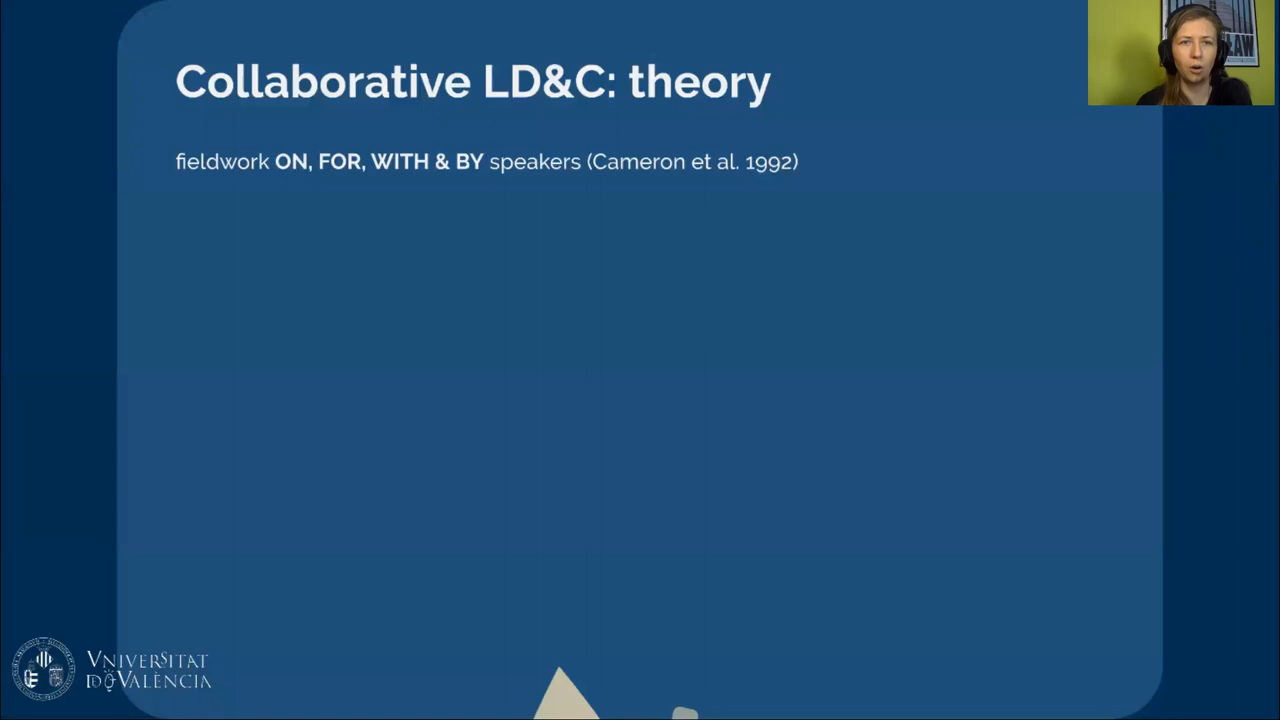 Collaborative LD&C: theory
fieldwork ON, FOR, WITH & BY speakers (Cameron et al. 1992)
VNIVERSITAT
DE VALÈNCIA